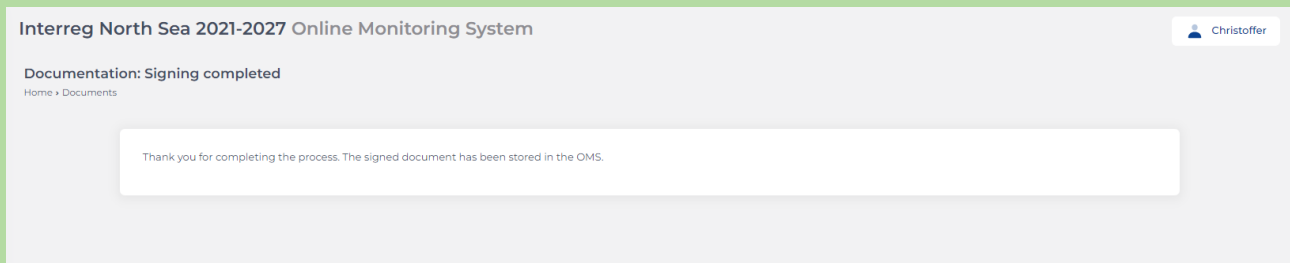 Interreg North Sea 2021-2027 Online Monitoring System
Christoffer
Documentation: Signing completed
Home › Documents
Thank you for completing the process. The signed document has been stored in the OMS.